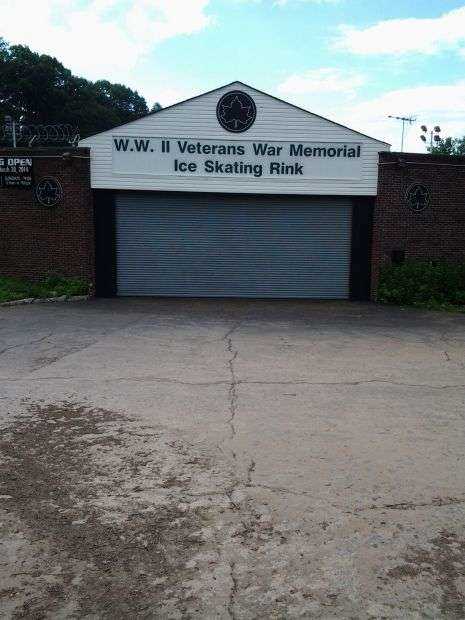 W.W. II Veterans War Memorial
Ice Skating Rink
OPEN